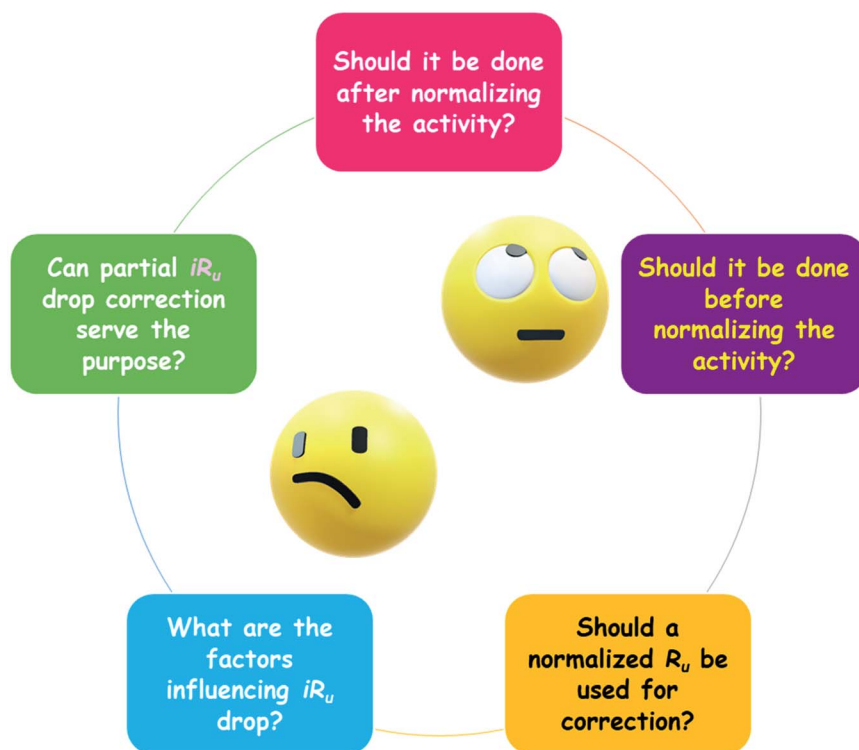 Should it be done
after normalizing
the activity?
Should it be done
before
normalizing the
activity?
Should a
normalized Rᵤ be
used for
correction?
What are the
factors
influencing iRᵤ
drop?
Can partial iRᵤ
drop correction
serve the
purpose?